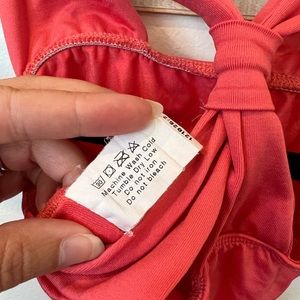 Machine Wash Cold
Tumble Dry Low
Do not iron
Do not bleach